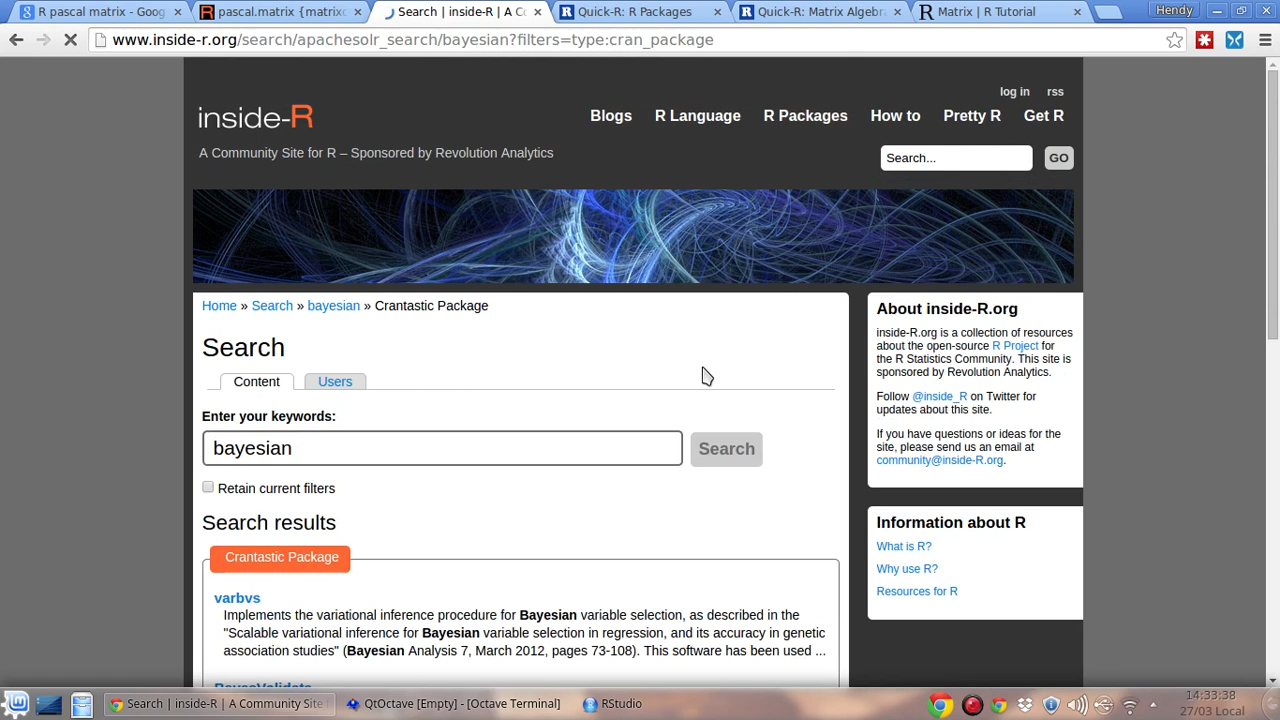 R pascal matrix - Goog
pascal.matrix {matrixc
Search | inside-R | A C
Quick-R: R Packages
Quick-R: Matrix Algebra
Matrix | R Tutorial
Hendy
www.inside-r.org/search/apachesolr_search/bayesian?filters=type:cran_package
log in
rss
inside-R
Blogs
R Language
R Packages
How to
Pretty R
Get R
A Community Site for R – Sponsored by Revolution Analytics
Search...
GO
Home » Search » bayesian » Crantastic Package
Search
Content
Users
Enter your keywords:
bayesian
Search
Retain current filters
Search results
Crantastic Package
varbvs
Implements the variational inference procedure for Bayesian variable selection, as described in the
"Scalable variational inference for Bayesian variable selection in regression, and its accuracy in genetic
association studies" (Bayesian Analysis 7, March 2012, pages 73-108). This software has been used ...
BayesValidate
About inside-R.org
inside-R.org is a collection of resources
about the open-source R Project for
the R Statistics Community. This site is
sponsored by Revolution Analytics.
Follow @inside_R on Twitter for
updates about this site.
If you have questions or ideas for the
site, please send us an email at
community@inside-R.org.
Information about R
What is R?
Why use R?
Resources for R
Search | inside-R | A Community Site
QtOctave [Empty] - [Octave Terminal]
RStudio
14:33:38
27/03 Local